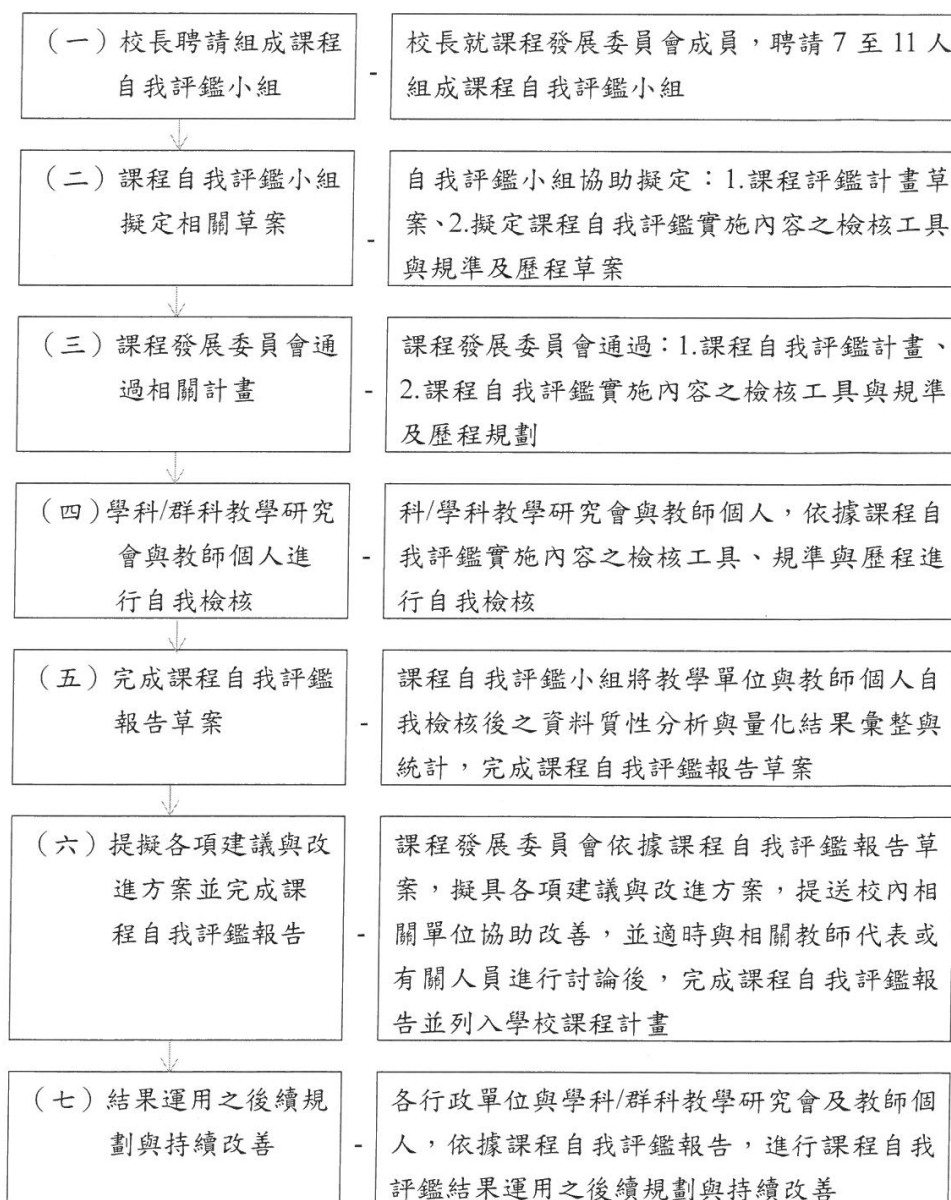 （一）校長聘請組成課程
自我評鑑小組
-
校長就課程發展委員會成員，聘請 7 至 11 人
組成課程自我評鑑小組
（二）課程自我評鑑小組
擬定相關草案
-
自我評鑑小組協助擬定：1.課程評鑑計畫草
案、2.擬定課程自我評鑑實施內容之檢核工具
與規準及歷程草案
（三）課程發展委員會通
過相關計畫
-
課程發展委員會通過：1.課程自我評鑑計畫、
2.課程自我評鑑實施內容之檢核工具與規準
及歷程規劃
（四）學科/群科教學研究
會與教師個人進
行自我檢核
-
科/學科教學研究會與教師個人，依據課程自
我評鑑實施內容之檢核工具、規準與歷程進
行自我檢核
（五）完成課程自我評鑑
報告草案
-
課程自我評鑑小組將教學單位與教師個人自
我檢核後之資料質性分析與量化結果彙整與
統計，完成課程自我評鑑報告草案
（六）提擬各項建議與改
進方案並完成課
程自我評鑑報告
-
課程發展委員會依據課程自我評鑑報告草
案，擬具各項建議與改進方案，提送校內相
關單位協助改善，並適時與相關教師代表或
有關人員進行討論後，完成課程自我評鑑報
告並列入學校課程計畫
（七）結果運用之後續規
劃與持續改善
-
各行政單位與學科/群科教學研究會及教師個
人，依據課程自我評鑑報告，進行課程自我
評鑑結果運用之後續規劃與持續改善